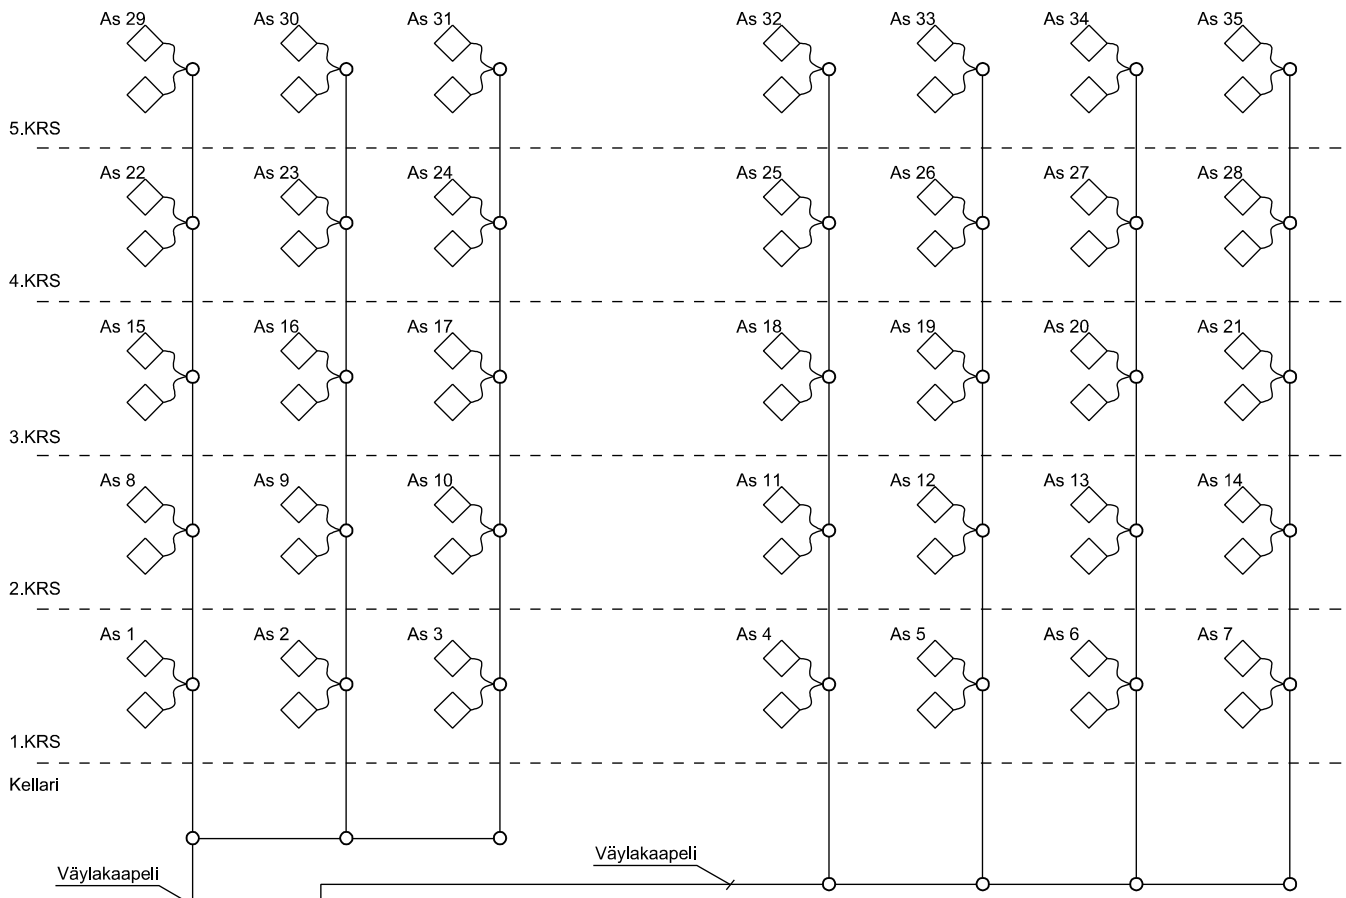 As 29 As 30 As 31 As 32 As 33 As 34 As 35
5.KRS
As 22 As 23 As 24 As 25 As 26 As 27 As 28
4.KRS
As 15 As 16 As 17 As 18 As 19 As 20 As 21
3.KRS
As 8 As 9 As 10 As 11 As 12 As 13 As 14
2.KRS
As 1 As 2 As 3 As 4 As 5 As 6 As 7
1.KRS
Kellari
Väylakaapeli
Väylakaapeli